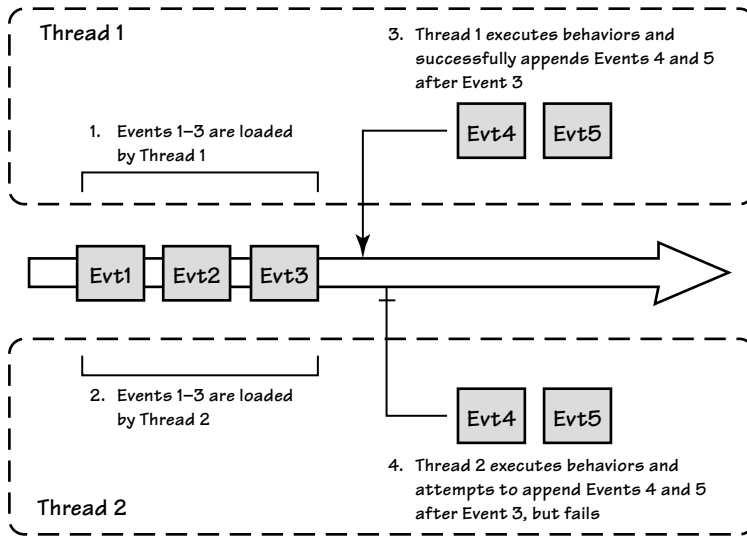 Thread 1
3. Thread 1 executes behaviors and
successfully appends Events 4 and 5
after Event 3
Evt4 Evt5
1. Events 1–3 are loaded
by Thread 1
Evt1 Evt2 Evt3
2. Events 1–3 are loaded
by Thread 2
Evt4 Evt5
4. Thread 2 executes behaviors and
attempts to append Events 4 and 5
after Event 3, but fails
Thread 2